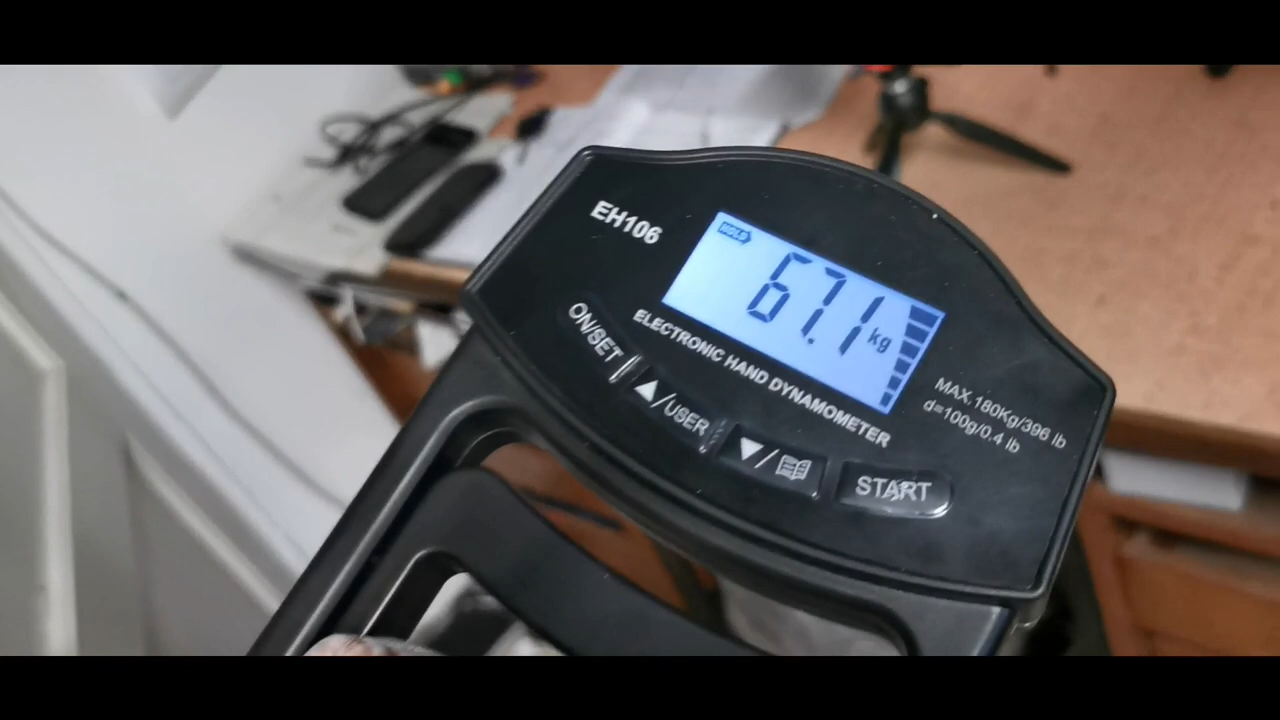 EH106
HOLD
67.1 kg
ELECTRONIC HAND DYNAMOMETER
MAX.180Kg/396 lb
d=100g/0.4 lb
ON/SET
▲/USER
▼/
START